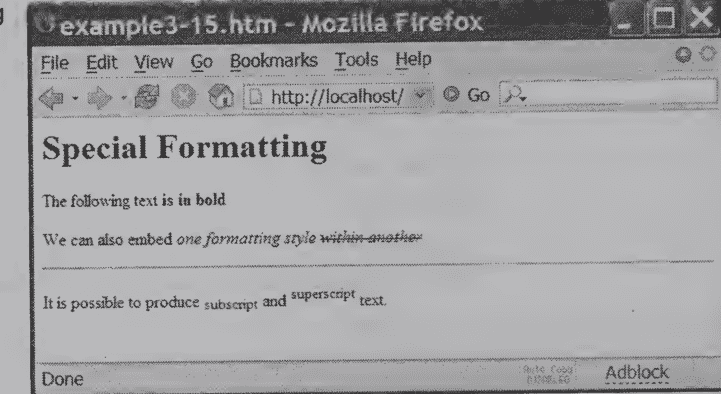 example3-15.htm - Mozilla Firefox
File Edit View Go Bookmarks Tools Help
http://localhost/ Go
Special Formatting
The following text is in bold
We can also embed one formatting style within another
It is possible to produce subscript and superscript text.
Done Adblock